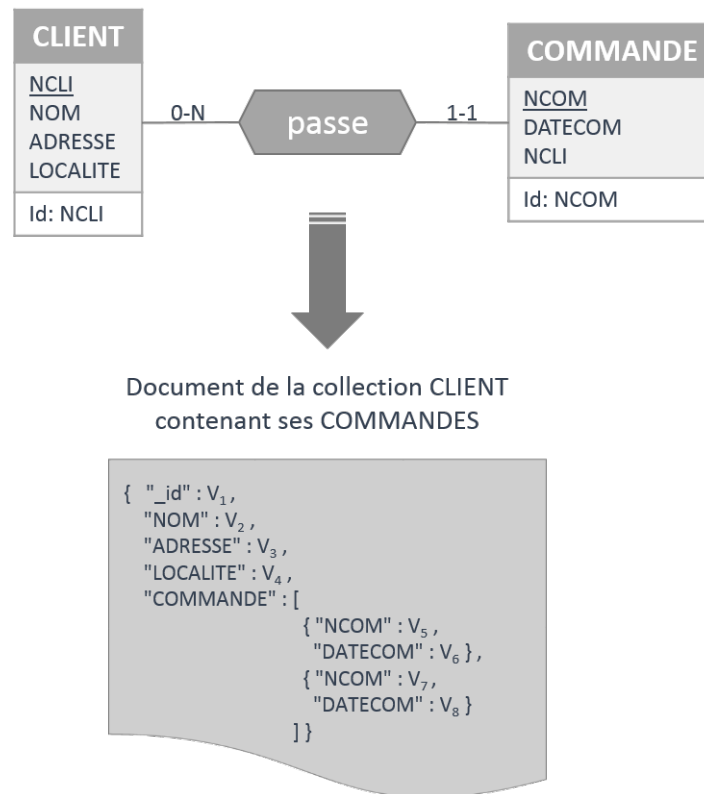 CLIENT
NCLI
NOM
ADRESSE
LOCALITE
Id: NCLI
0-N
passe
1-1
COMMANDE
NCOM
DATECOM
NCLI
Id: NCOM
Document de la collection CLIENT
contenant ses COMMANDES
{ "_id" : V₁ ,
"NOM" : V₂ ,
"ADRESSE" : V₃ ,
"LOCALITE" : V₄ ,
"COMMANDE" : [
{ "NCOM" : V₅ ,
"DATECOM" : V₆ } ,
{ "NCOM" : V₇ ,
"DATECOM" : V₈ }
] }